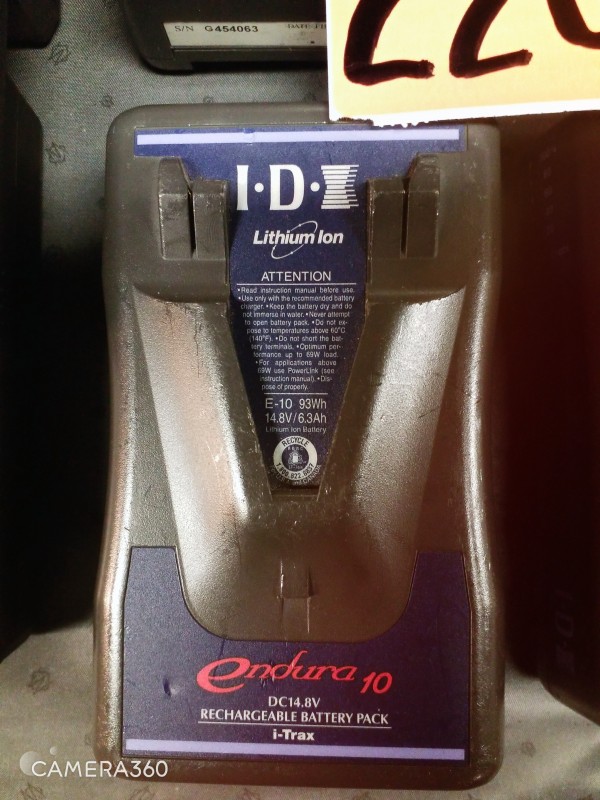 S/N G454063
I·D·X
Lithium Ion
ATTENTION
•Read instruction manual before use.
•Use only with the recommended battery
charger. •Keep the battery dry and do
not immerse in water. •Never attempt
to open battery pack. •Do not ex-
pose to temperatures above 60°C
(140°F). •Do not short the bat-
tery terminals. •Optimum per-
formance up to 69W load.
•For applications above
69W use PowerLink (see
instruction manual). •Dis-
pose of properly.
E-10 93Wh
14.8V/6.3Ah
Lithium Ion Battery
RECYCLE
endura 10
DC14.8V
RECHARGEABLE BATTERY PACK
i-Trax
CAMERA360